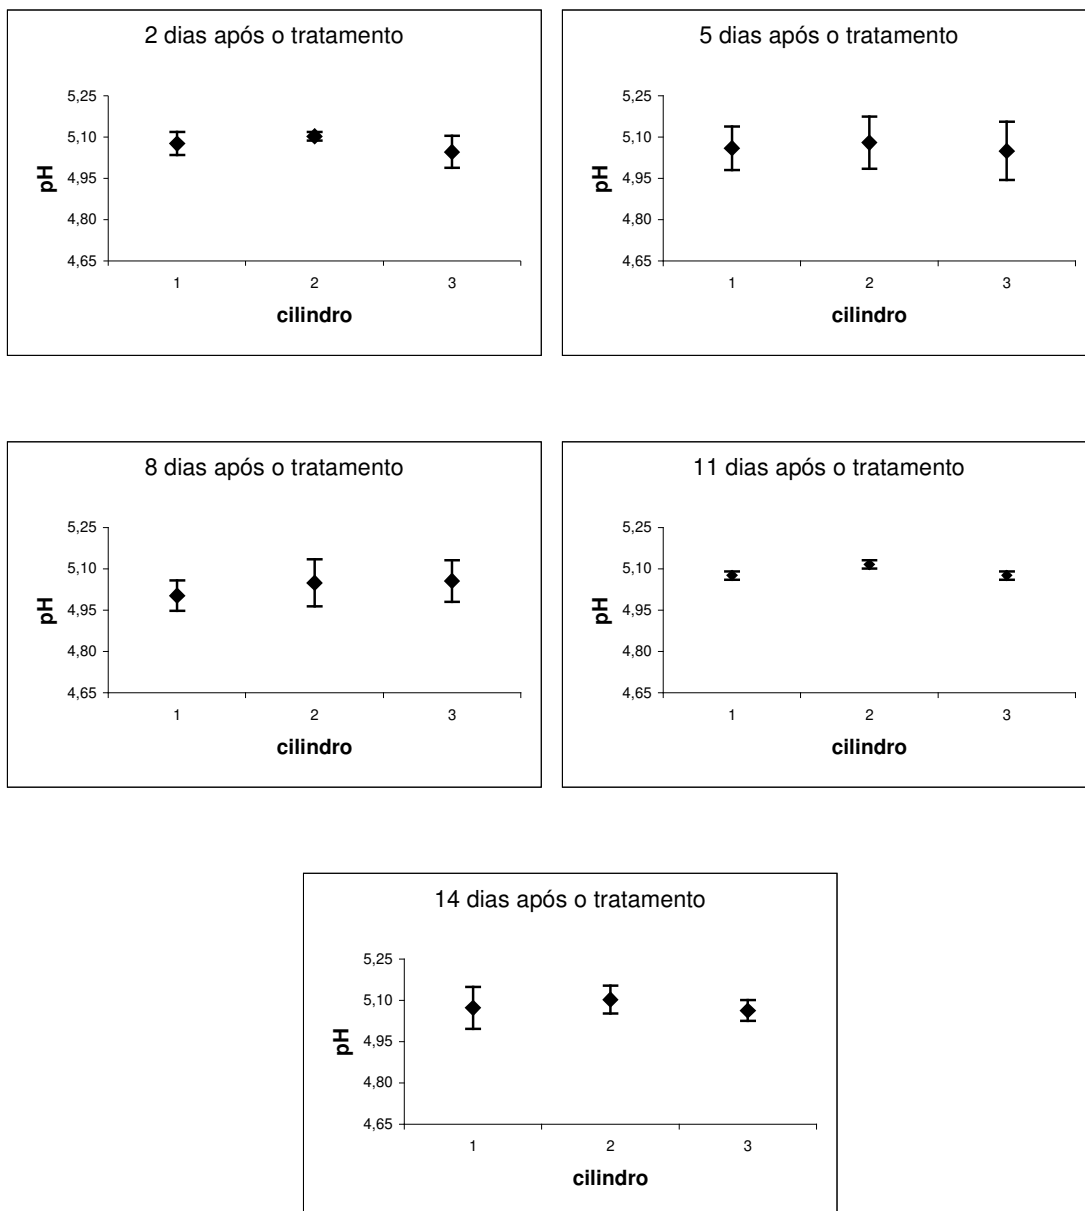 2 dias após o tratamento
5,25
5,10
4,95
4,80
4,65
pH
1 2 3
cilindro
5 dias após o tratamento
5,25
5,10
4,95
4,80
4,65
pH
1 2 3
cilindro
8 dias após o tratamento
5,25
5,10
4,95
4,80
4,65
pH
1 2 3
cilindro
11 dias após o tratamento
5,25
5,10
4,95
4,80
4,65
pH
1 2 3
cilindro
14 dias após o tratamento
5,25
5,10
4,95
4,80
4,65
pH
1 2 3
cilindro